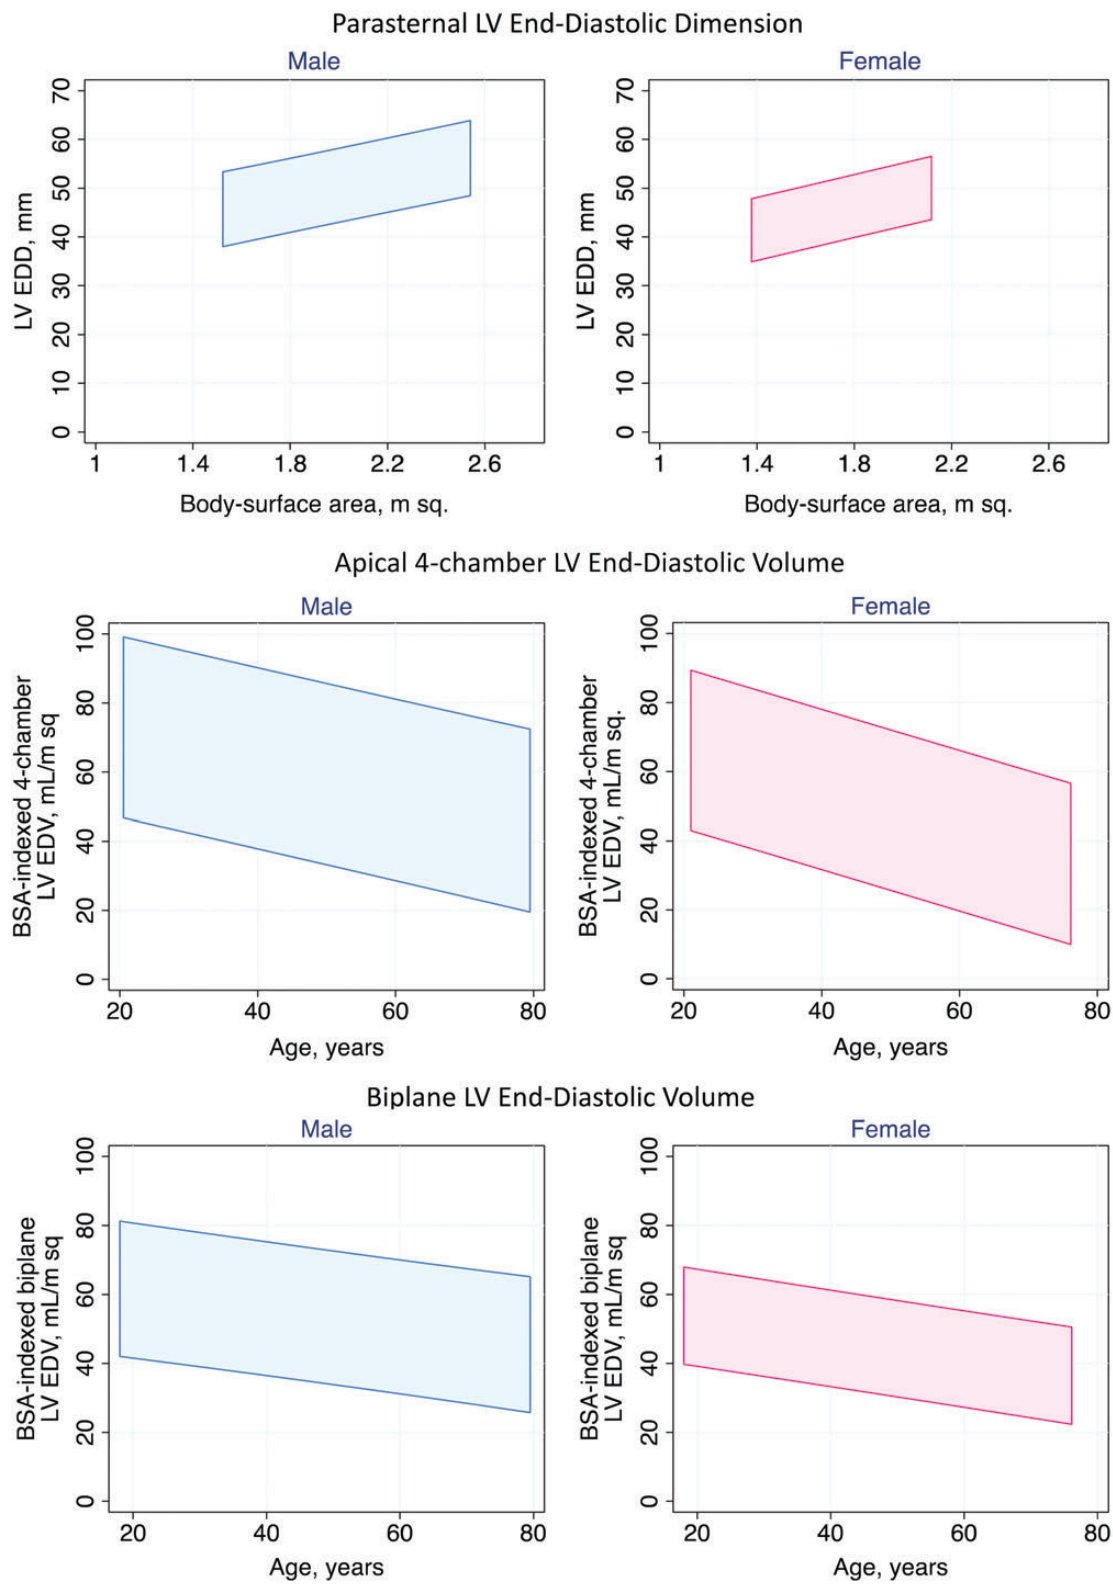 Parasternal LV End-Diastolic Dimension
Male
Female
LV EDD, mm
70
60
50
40
30
20
10
0
1 1.4 1.8 2.2 2.6
Body-surface area, m sq.
LV EDD, mm
70
60
50
40
30
20
10
0
1 1.4 1.8 2.2 2.6
Body-surface area, m sq.
Apical 4-chamber LV End-Diastolic Volume
Male
Female
BSA-indexed 4-chamber
LV EDV, mL/m sq
100
80
60
40
20
0
20 40 60 80
Age, years
BSA-indexed 4-chamber
LV EDV, mL/m sq.
100
80
60
40
20
0
20 40 60 80
Age, years
Biplane LV End-Diastolic Volume
Male
Female
BSA-indexed biplane
LV EDV, mL/m sq
100
80
60
40
20
0
20 40 60 80
Age, years
BSA-indexed biplane
LV EDV, mL/m sq
100
80
60
40
20
0
20 40 60 80
Age, years